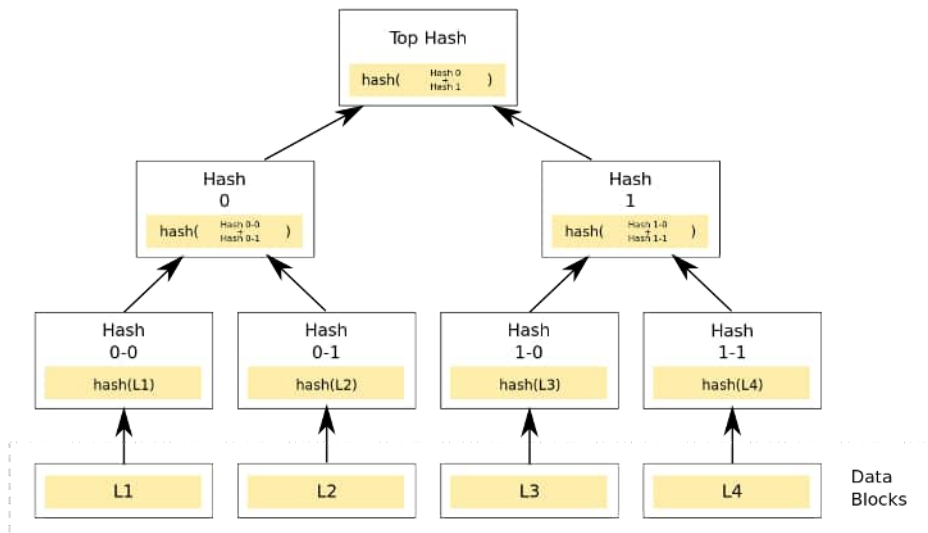 Top Hash
hash( Hash 0 + Hash 1 )
Hash
0
hash( Hash 0-0 + Hash 0-1 )
Hash
1
hash( Hash 1-0 + Hash 1-1 )
Hash
0-0
hash(L1)
Hash
0-1
hash(L2)
Hash
1-0
hash(L3)
Hash
1-1
hash(L4)
L1
L2
L3
L4
Data
Blocks